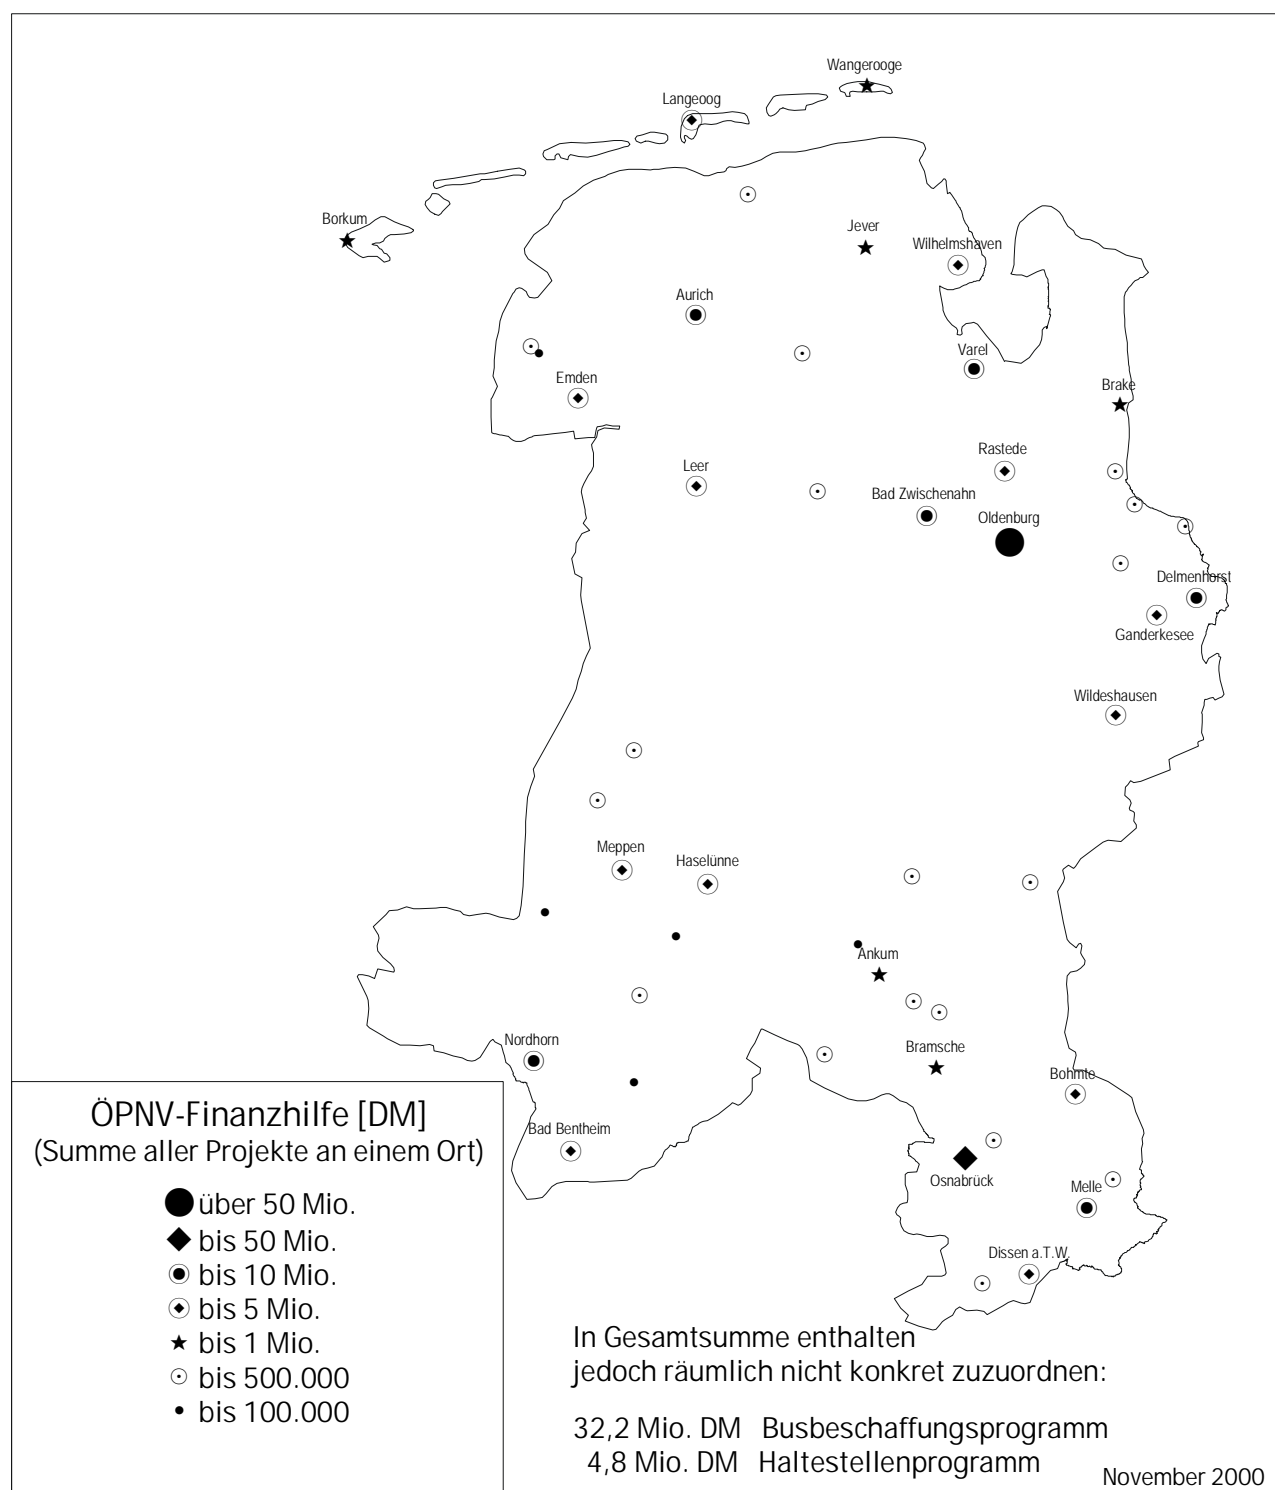 Wangerooge
Langeoog
Borkum
Jever
Wilhelmshaven
Aurich
Varel
Emden
Brake
Rastede
Leer
Bad Zwischenahn
Oldenburg
Delmenhorst
Ganderkesee
Wildeshausen
Meppen
Haselünne
Ankum
Nordhorn
Bramsche
Bohmte
Bad Bentheim
Osnabrück
Melle
Dissen a.T.W.
ÖPNV-Finanzhilfe [DM]
(Summe aller Projekte an einem Ort)
über 50 Mio.
bis 50 Mio.
bis 10 Mio.
bis 5 Mio.
bis 1 Mio.
bis 500.000
bis 100.000
In Gesamtsumme enthalten
jedoch räumlich nicht konkret zuzuordnen:
32,2 Mio. DM Busbeschaffungsprogramm
4,8 Mio. DM Haltestellenprogramm
November 2000